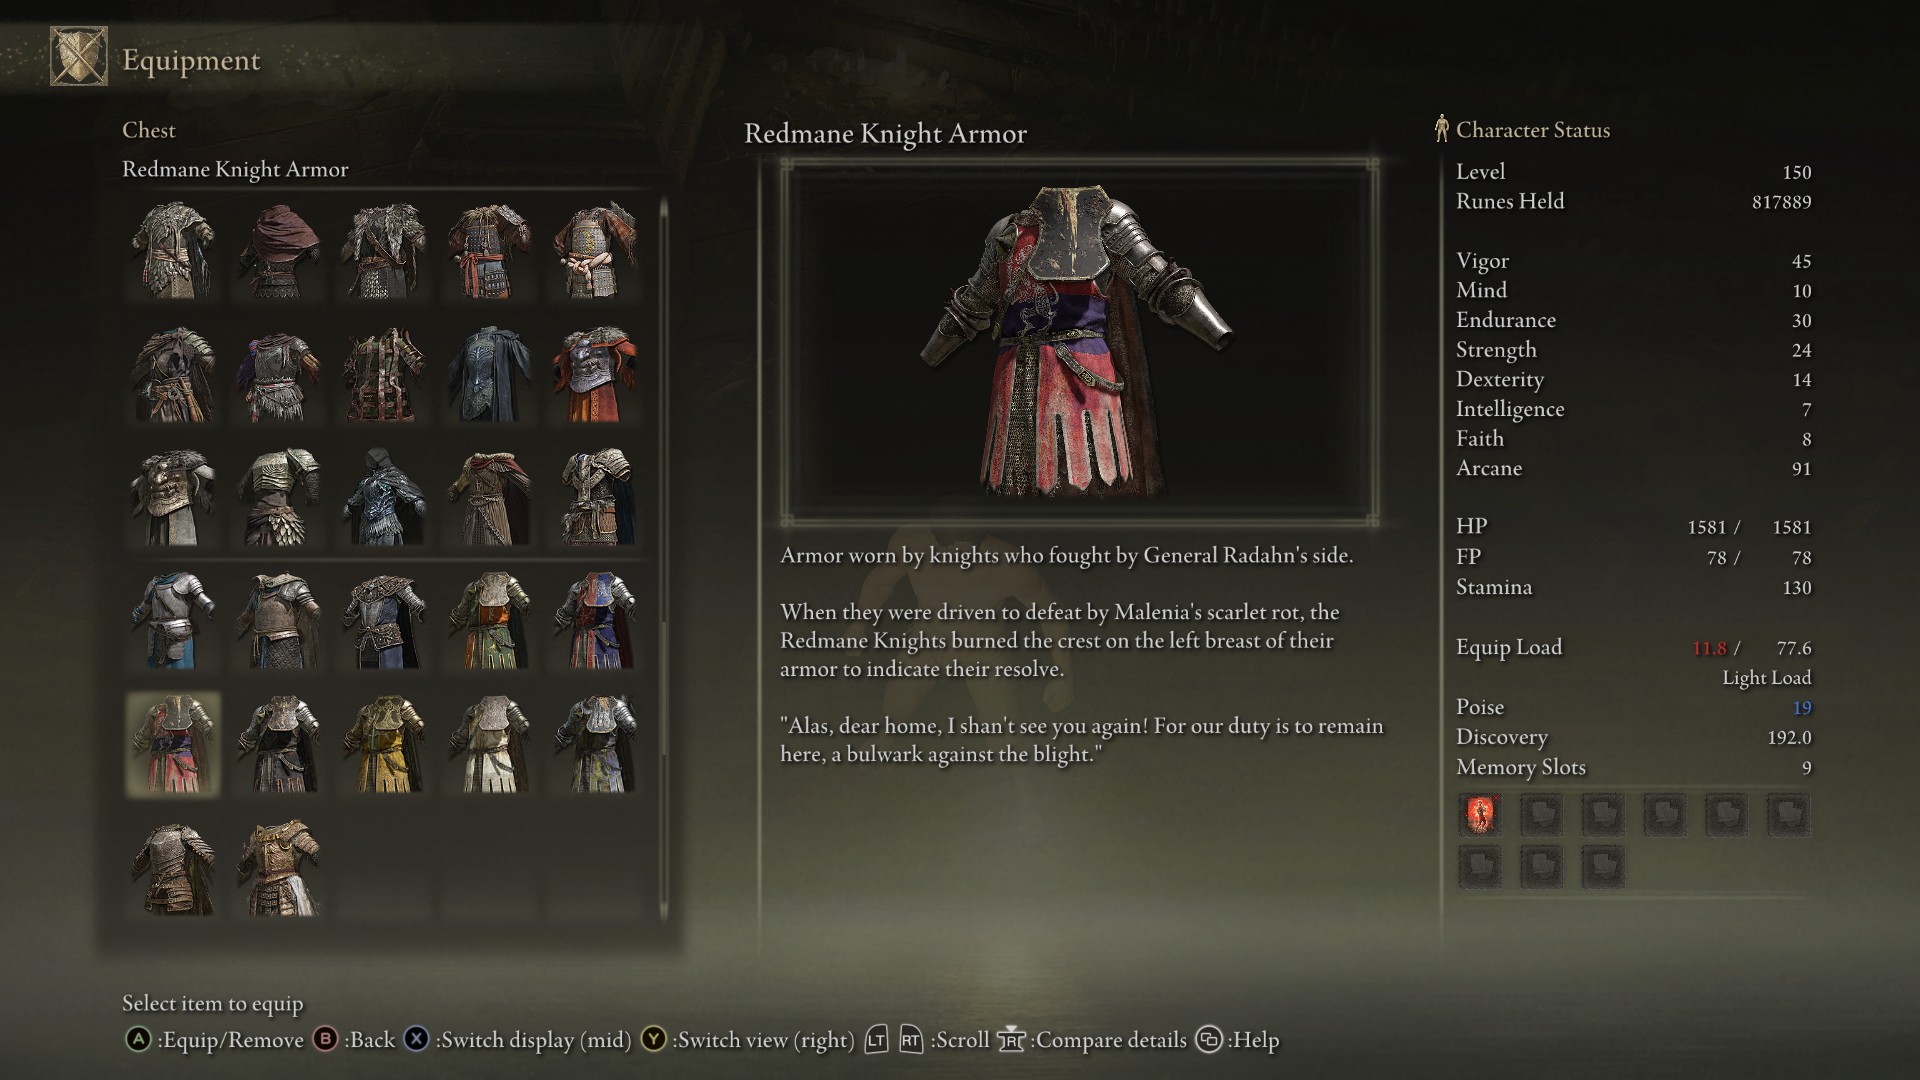 Equipment
Chest
Redmane Knight Armor
Redmane Knight Armor
Armor worn by knights who fought by General Radahn's side.
When they were driven to defeat by Malenia's scarlet rot, the
Redmane Knights burned the crest on the left breast of their
armor to indicate their resolve.
"Alas, dear home, I shan't see you again! For our duty is to remain
here, a bulwark against the blight."
Character Status
Level 150
Runes Held 817889
Vigor 45
Mind 10
Endurance 30
Strength 24
Dexterity 14
Intelligence 7
Faith 8
Arcane 91
HP 1581 / 1581
FP 78 / 78
Stamina 130
Equip Load 11.8 / 77.6
Light Load
Poise 19
Discovery 192.0
Memory Slots 9
Select item to equip
A :Equip/Remove B :Back X :Switch display (mid) Y :Switch view (right) LT RT :Scroll R :Compare details :Help